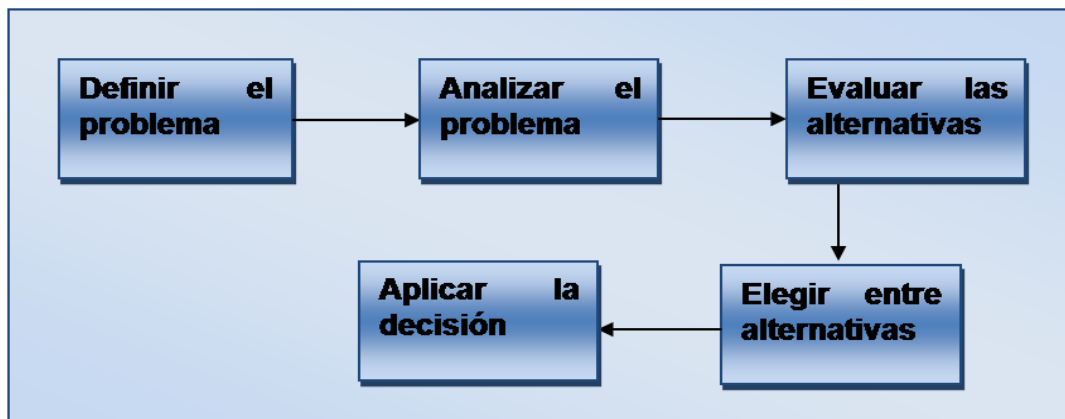 Definir el
problema
Analizar el
problema
Evaluar las
alternativas
Elegir entre
alternativas
Aplicar la
decisión